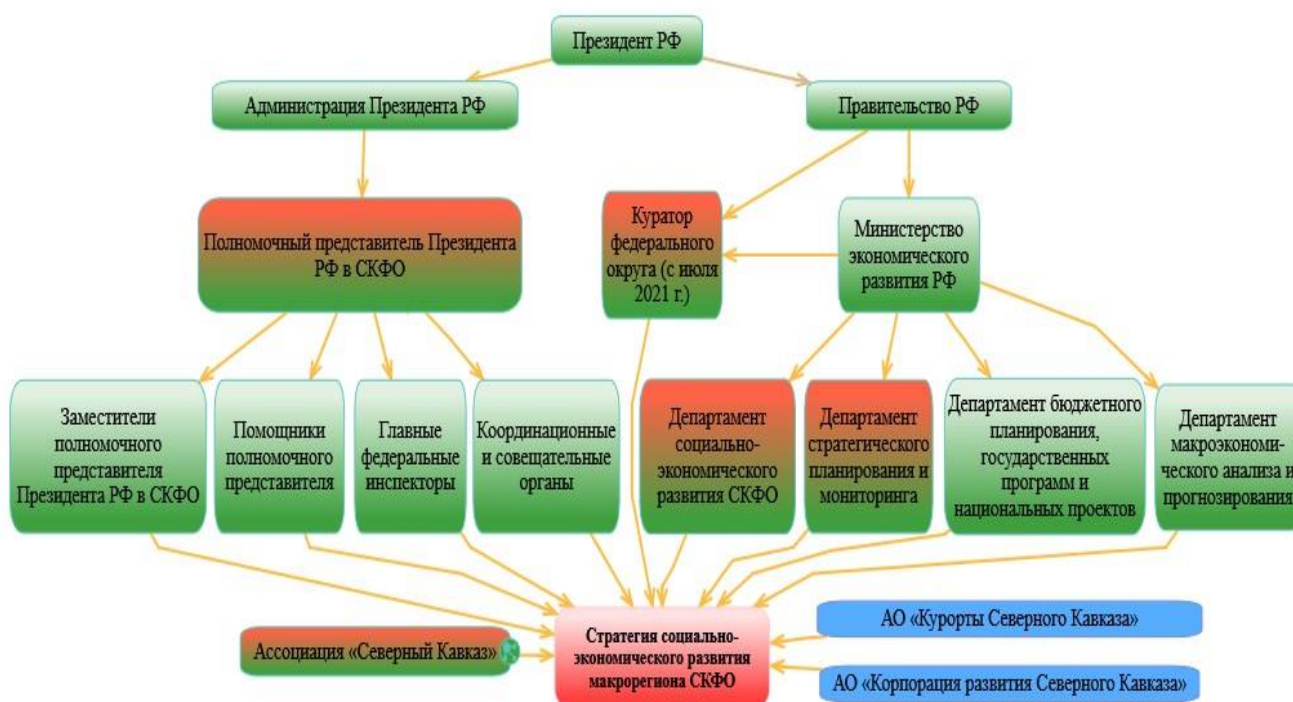 Президент РФ
Администрация Президента РФ
Правительство РФ
Полномочный представитель Президента
РФ в СКФО
Куратор
федерального
округа (с июля
2021 г.)
Министерство
экономического
развития РФ
Заместители
полномочного
представителя
Президента РФ в СКФО
Помощники
полномочного
представителя
Главные
федеральные
инспекторы
Координационные
и совещательные
органы
Департамент
социально-
экономического
развития СКФО
Департамент
стратегического
планирования и
мониторинга
Департамент бюджетного
планирования,
государственных
программ и
национальных проектов
Департамент
макроэкономи-
ческого анализа и
прогнозирования
Ассоциация «Северный Кавказ»
Стратегия социально-
экономического развития
макрорегиона СКФО
АО «Курорты Северного Кавказа»
АО «Корпорация развития Северного Кавказа»